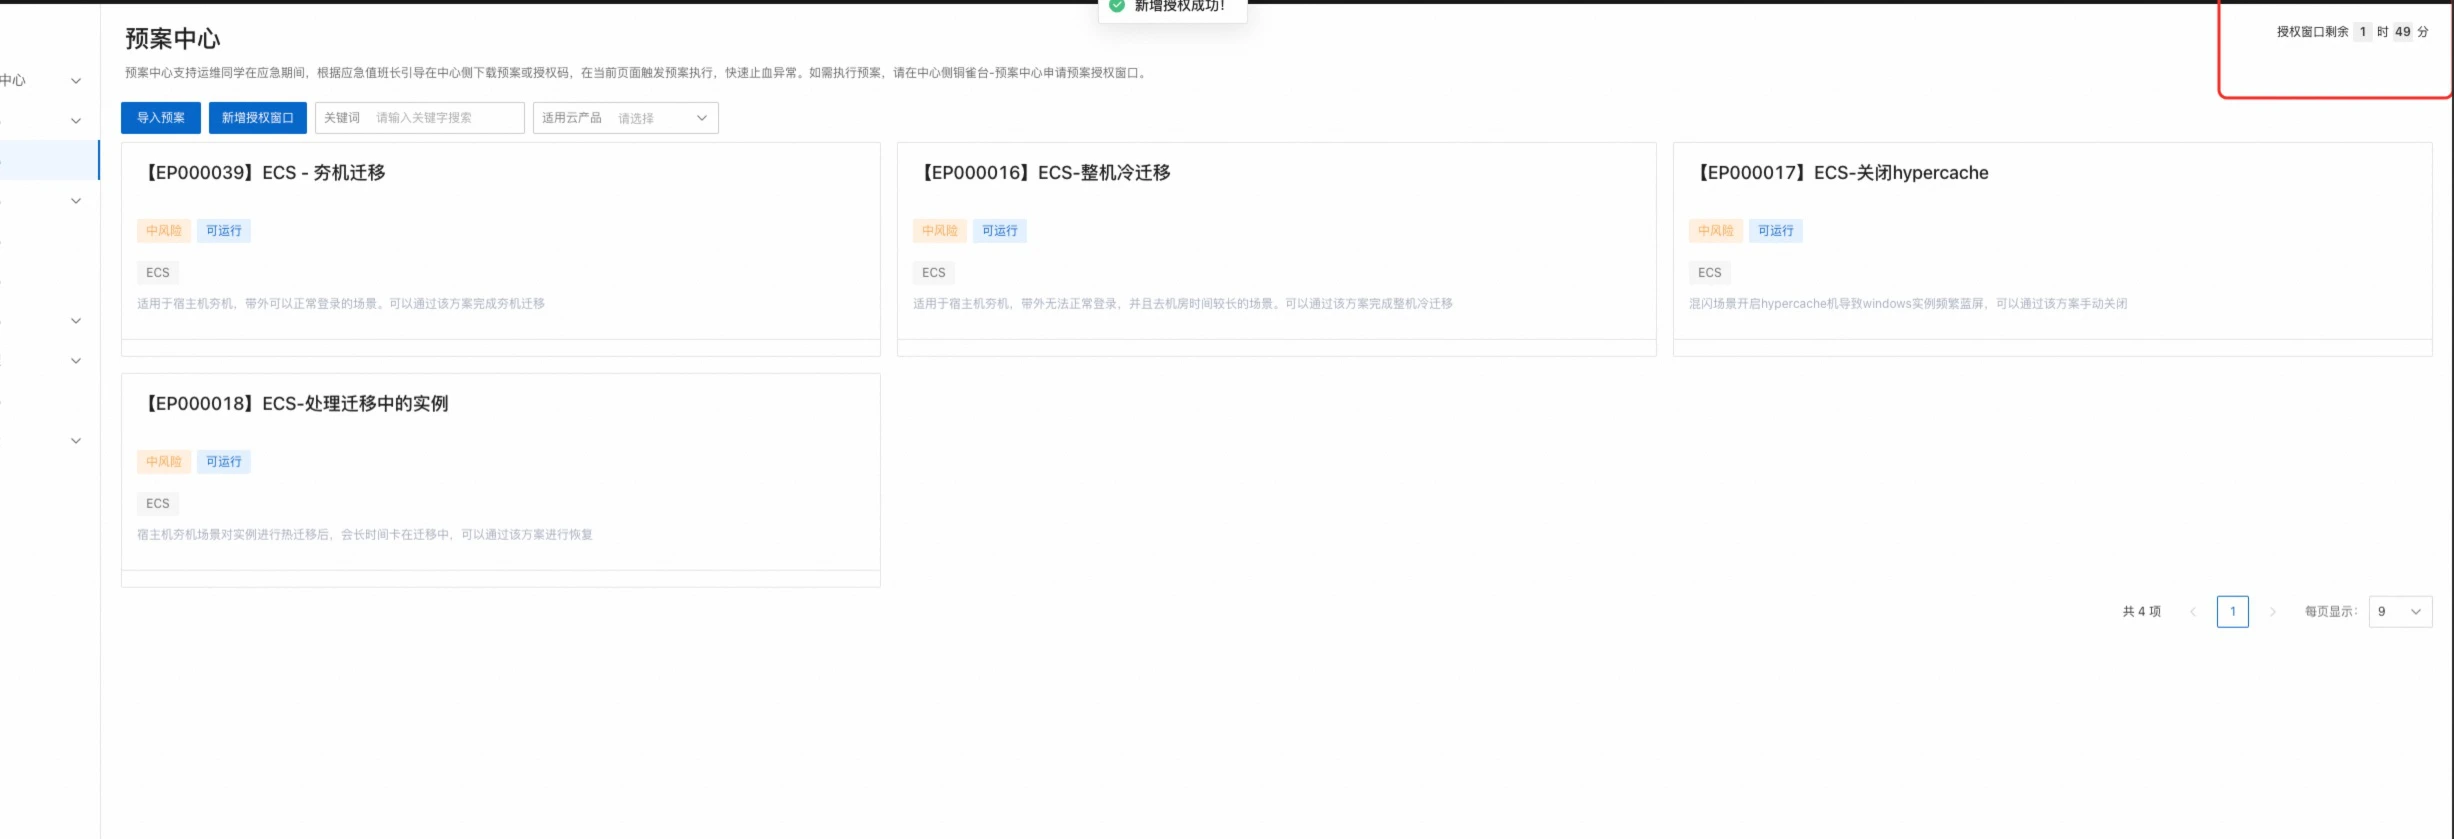 新增授权成功!
预案中心
授权窗口剩余 1 时 49 分
预案中心支持运维同学在应急期间，根据应急值班长引导在中心侧下载预案或授权码，在当前页面触发预案执行，快速止血异常。如需执行预案，请在中心侧铜雀台-预案中心申请预案授权窗口。
中心
导入预案 新增授权窗口 关键词 请输入关键字搜索 适用云产品 请选择
【EP000039】ECS - 夯机迁移
中风险 可运行
ECS
适用于宿主机夯机，带外可以正常登录的场景。可以通过该方案完成夯机迁移
【EP000016】ECS-整机冷迁移
中风险 可运行
ECS
适用于宿主机夯机，带外无法正常登录，并且去机房时间较长的场景。可以通过该方案完成整机冷迁移
【EP000017】ECS-关闭hypercache
中风险 可运行
ECS
混闪场景开启hypercache机导致windows实例频繁蓝屏，可以通过该方案手动关闭
【EP000018】ECS-处理迁移中的实例
中风险 可运行
ECS
宿主机夯机场景对实例进行热迁移后，会长时间卡在迁移中，可以通过该方案进行恢复
共 4 项 1 每页显示: 9